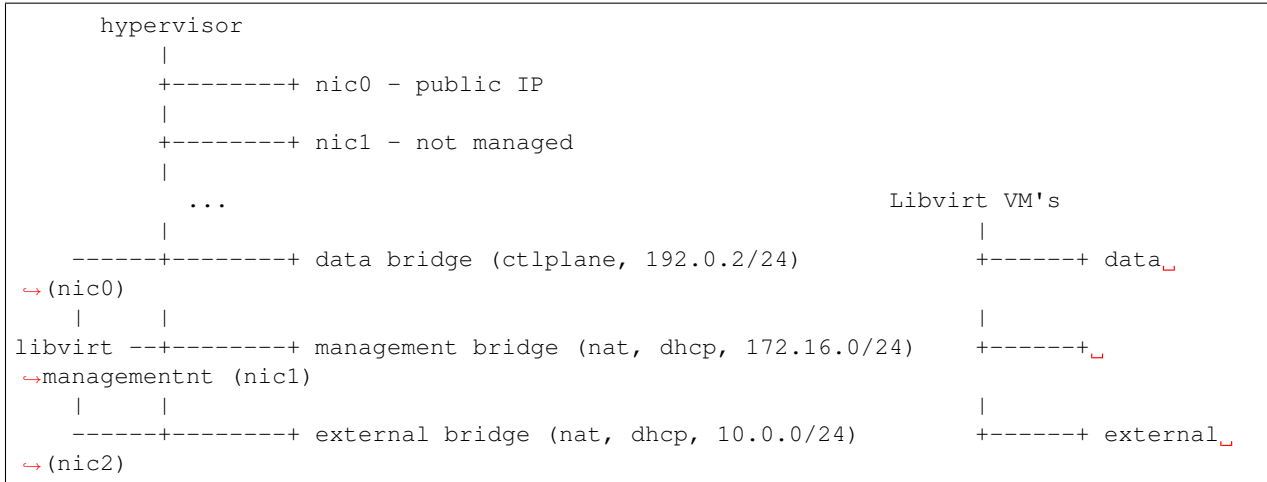 hypervisor
          |
          +--------+ nic0 - public IP
          |
          +--------+ nic1 - not managed
          |
            ...                                        Libvirt VM's
          |                                                  |
    ------+--------+ data bridge (ctlplane, 192.0.2/24)      +------+ data␣
↪(nic0)
    |     |                                                  |
libvirt --+--------+ management bridge (nat, dhcp, 172.16.0/24)    +------+␣
↪managementnt (nic1)
    |     |                                                  |
    ------+--------+ external bridge (nat, dhcp, 10.0.0/24)        +------+ external␣
↪(nic2)